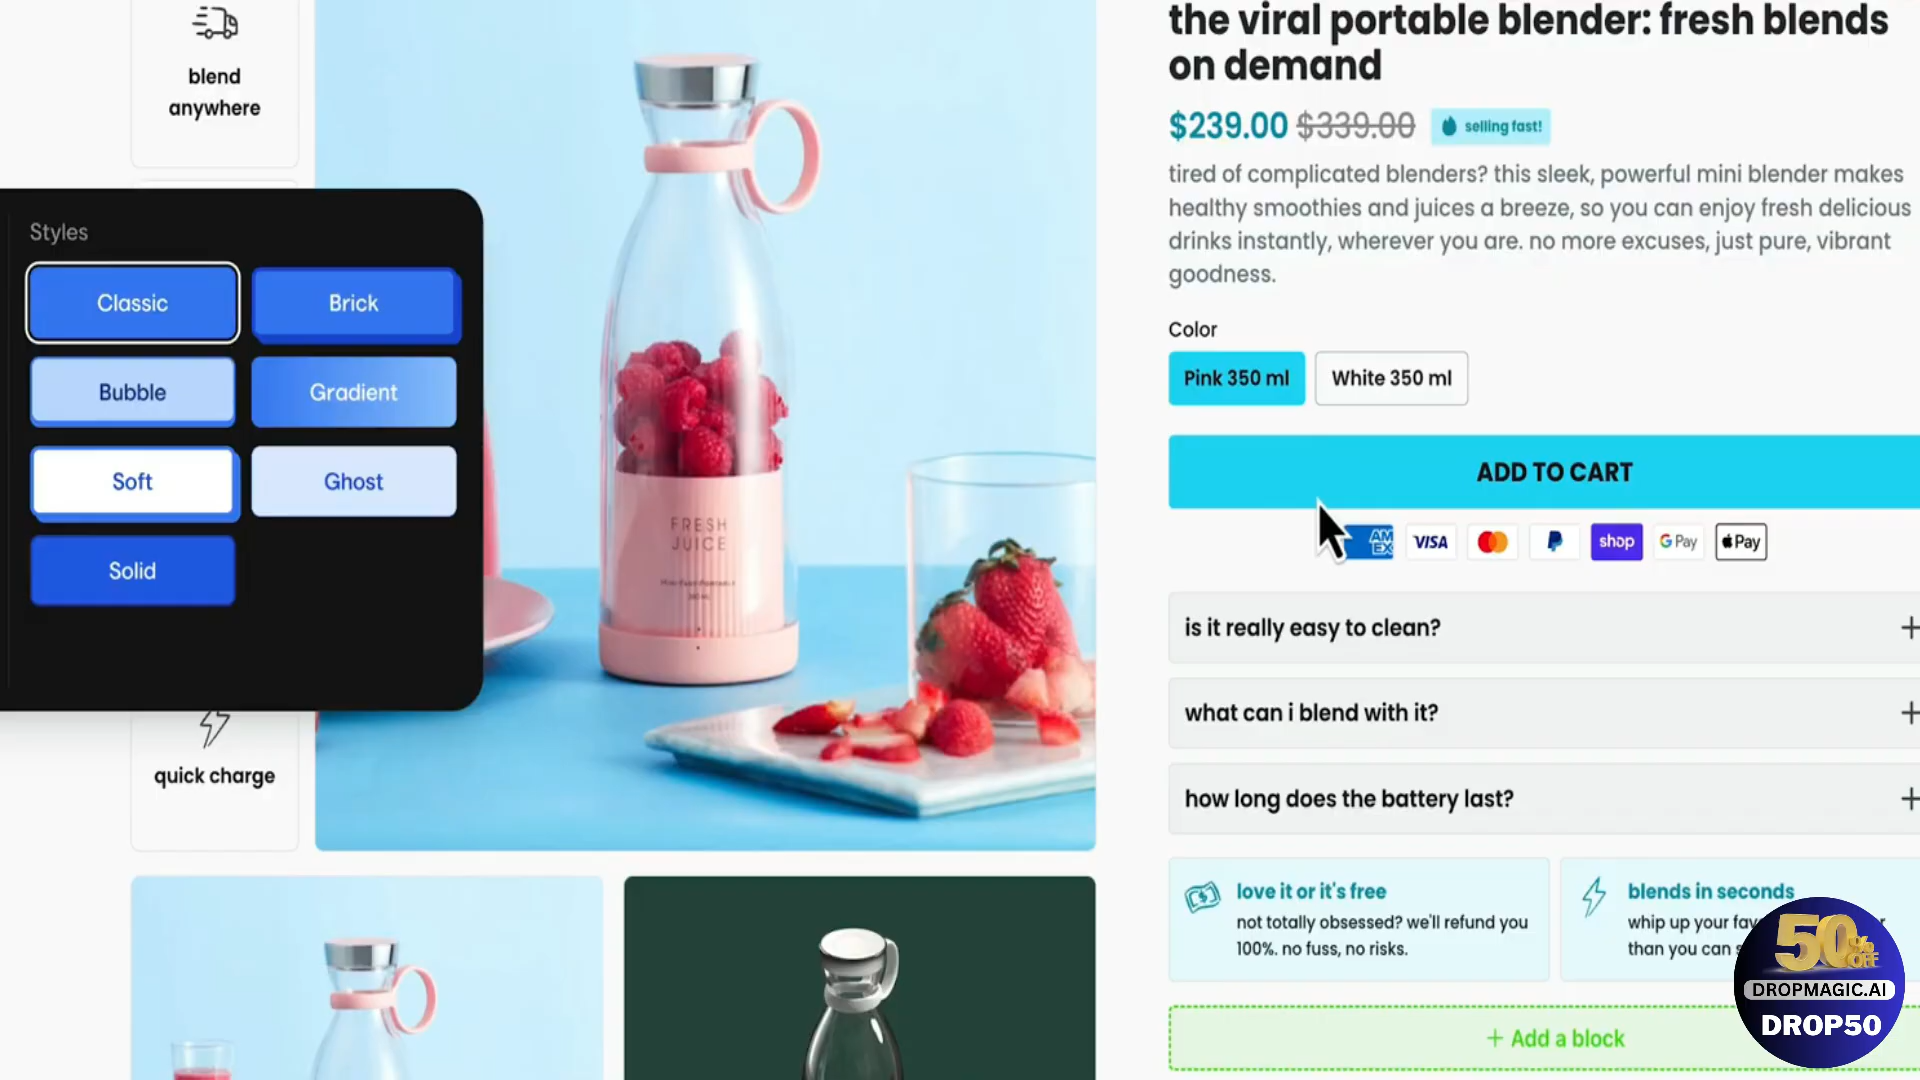 blend
anywhere
Styles
Classic
Brick
Bubble
Gradient
Soft
Ghost
Solid
quick charge
FRESH
JUICE
the viral portable blender: fresh blends
on demand
$239.00 $339.00 selling fast!
tired of complicated blenders? this sleek, powerful mini blender makes
healthy smoothies and juices a breeze, so you can enjoy fresh delicious
drinks instantly, wherever you are. no more excuses, just pure, vibrant
goodness.
Color
Pink 350 ml
White 350 ml
ADD TO CART
AM
EX
VISA
shop
G Pay
Pay
is it really easy to clean?
what can i blend with it?
how long does the battery last?
love it or it's free
not totally obsessed? we'll refund you
100%. no fuss, no risks.
blends in seconds
whip up your
than you can
+ Add a block
50% OFF
DROPMAGIC.AI
DROP50